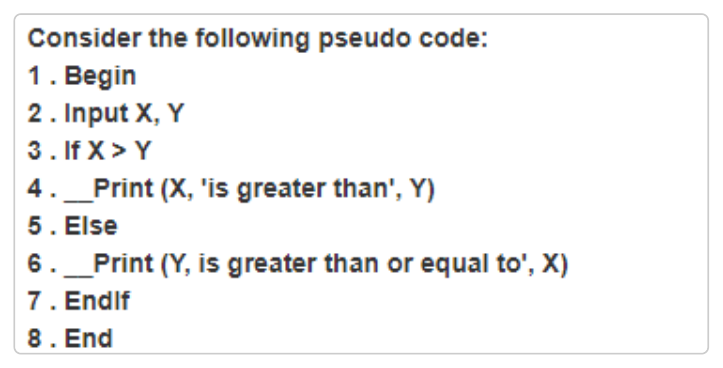 Consider the following pseudo code:
1 . Begin
2 . Input X, Y
3 . If X > Y
4 . __Print (X, 'is greater than', Y)
5 . Else
6 . __Print (Y, is greater than or equal to', X)
7 . EndIf
8 . End